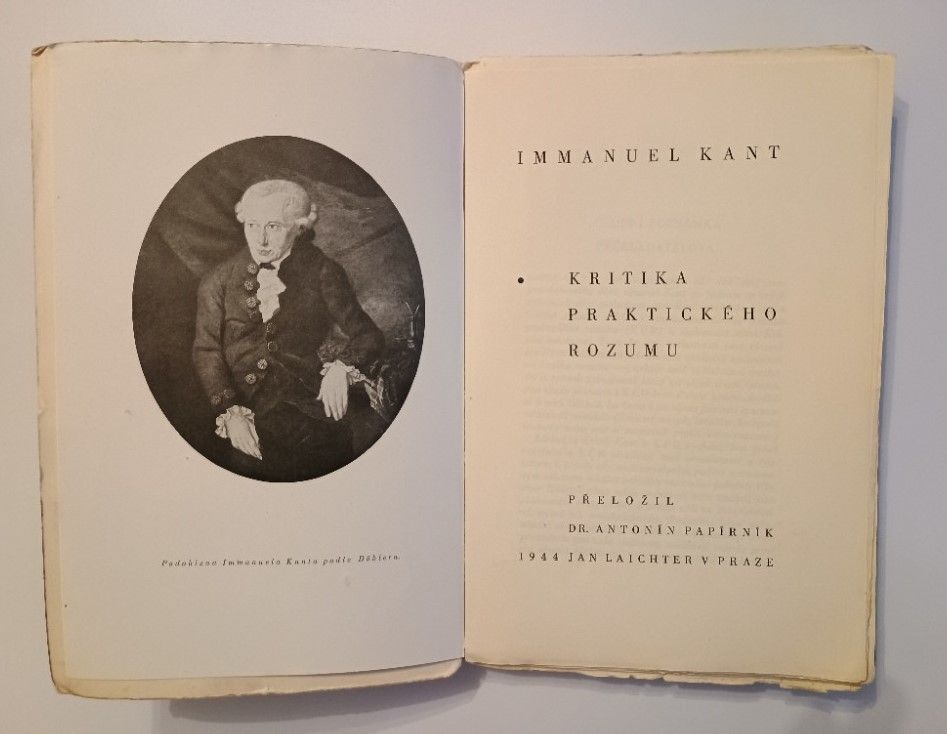 Podobizna Immanuela Kanta podle Döblera.
IMMANUEL KANT
• KRITIKA
PRAKTICKÉHO
ROZUMU
PŘELOŽIL
DR. ANTONÍN PAPÍRNÍK
1944 JAN LAICHTER V PRAZE